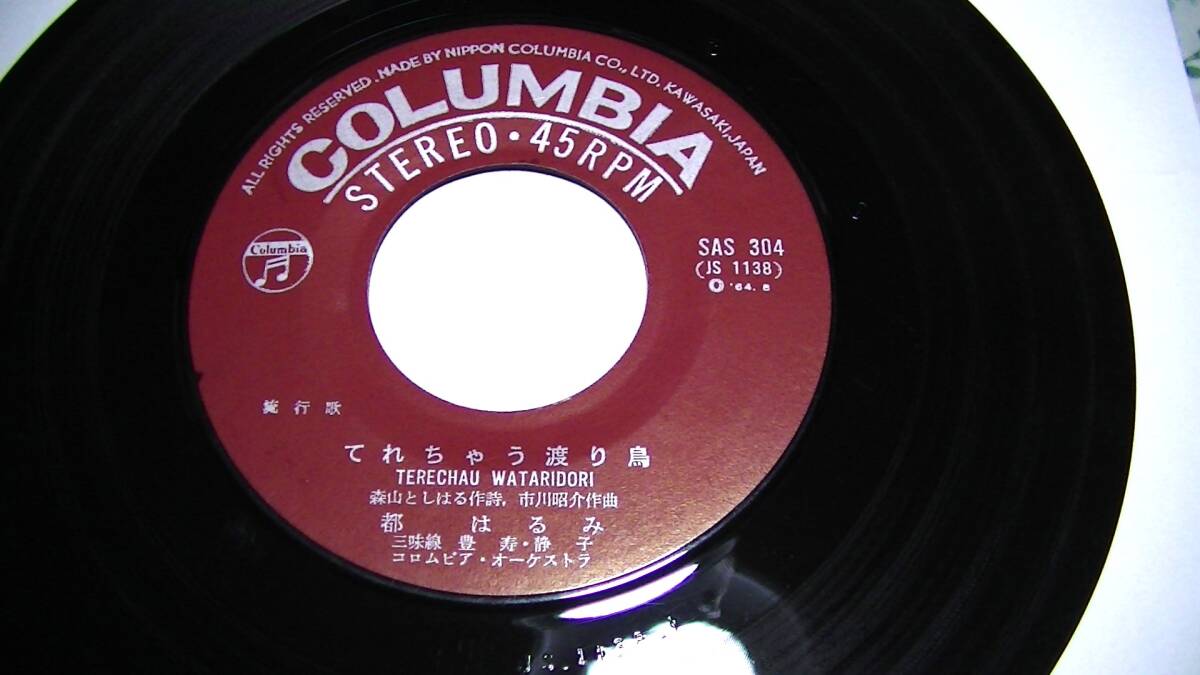 ALL RIGHTS RESERVED. MADE BY NIPPON COLUMBIA CO., LTD. KAWASAKI, JAPAN
COLUMBIA
STEREO・45RPM
Columbia
SAS 304
(JS 1138)
Ⓟ '64. 8
流行歌
てれちゃう渡り鳥
TERECHAU WATARIDORI
森山としはる作詩, 市川昭介作曲
都 はるみ
三味線 豊 寿・静 子
コロムビア・オーケストラ